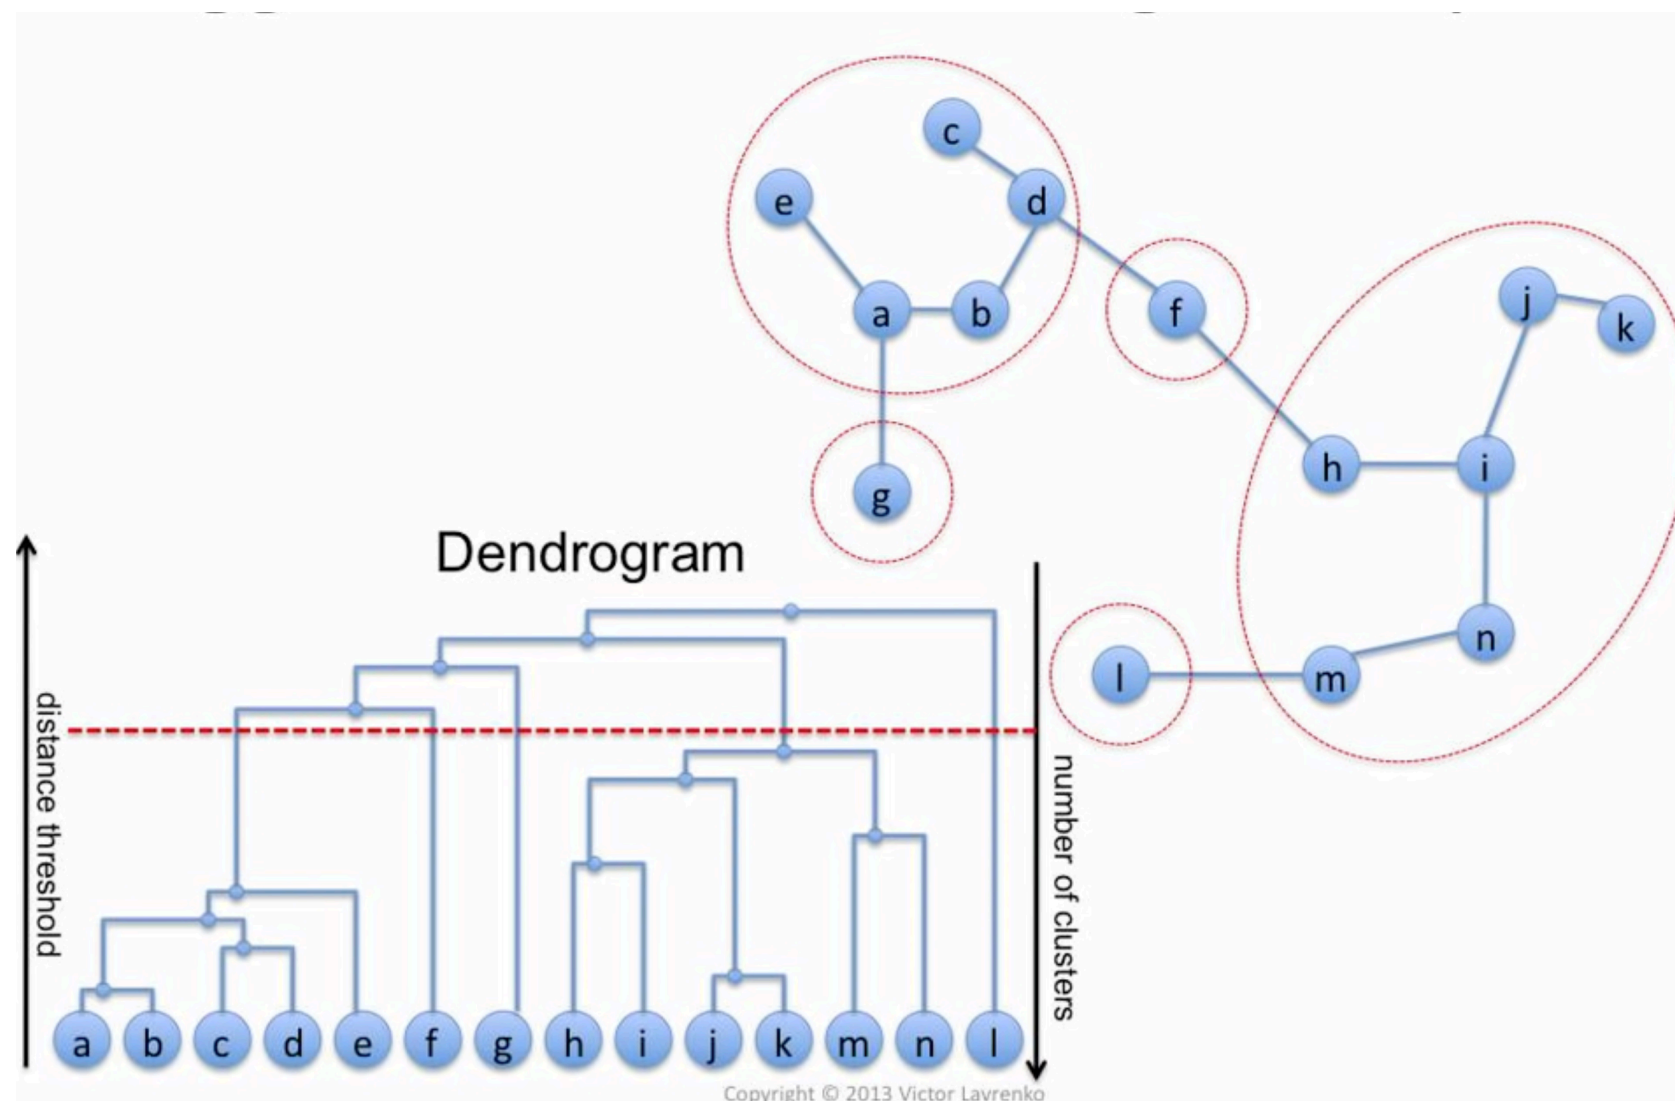 c
e
d
a
b
f
j
k
h
i
g
n
l
m
Dendrogram
distance threshold
number of clusters
a b c d e f g h i j k m n l
Copyright © 2013 Victor Lavrenko